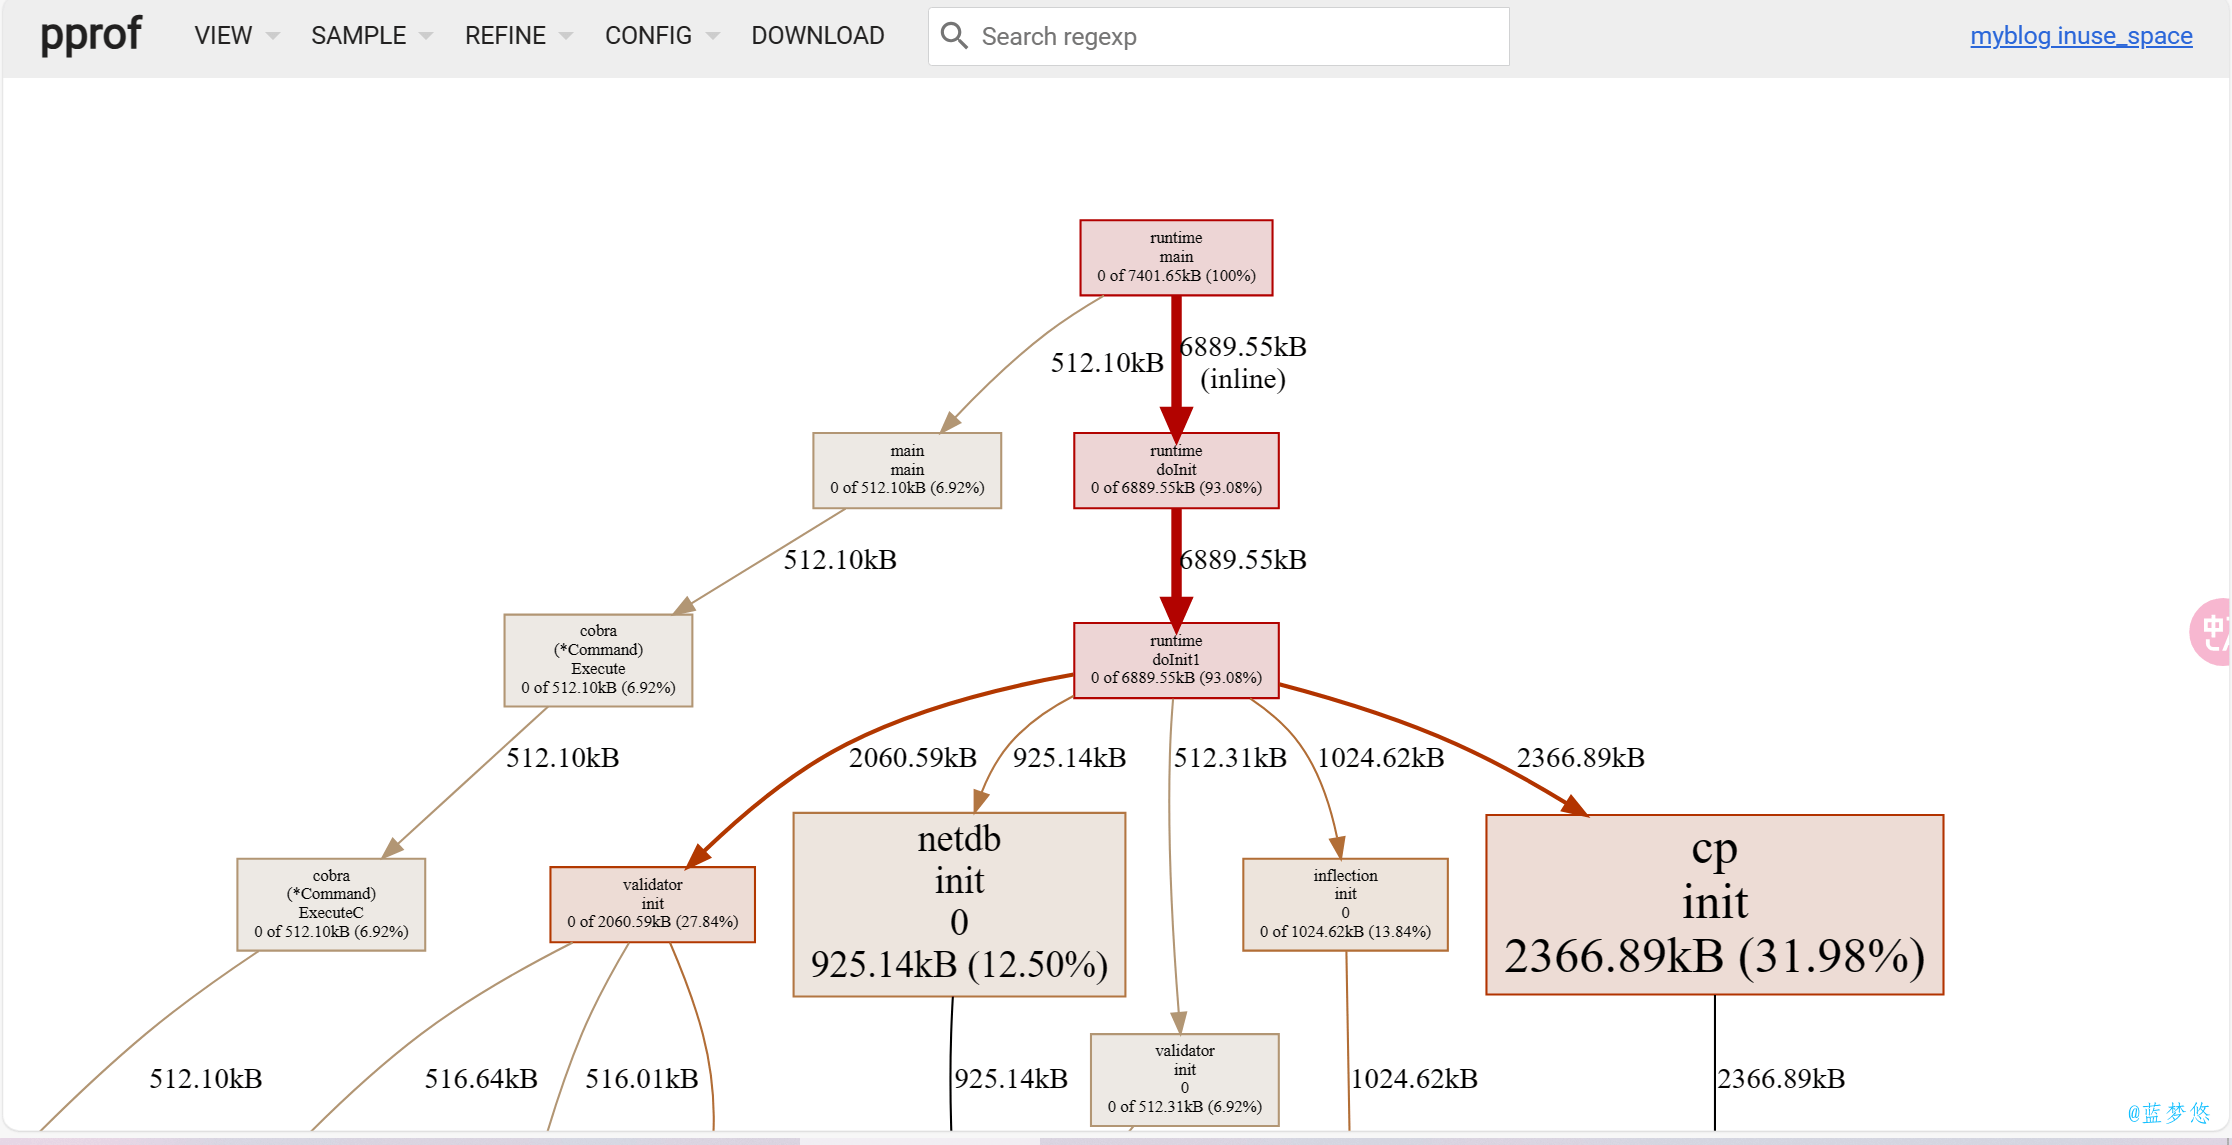 pprof
VIEW
SAMPLE
REFINE
CONFIG
DOWNLOAD
Search regexp
myblog inuse_space
runtime
main
0 of 7401.65kB (100%)
512.10kB
6889.55kB
(inline)
main
main
0 of 512.10kB (6.92%)
runtime
doInit
0 of 6889.55kB (93.08%)
512.10kB
6889.55kB
cobra
(*Command)
Execute
0 of 512.10kB (6.92%)
runtime
doInit1
0 of 6889.55kB (93.08%)
512.10kB
2060.59kB
925.14kB
512.31kB
1024.62kB
2366.89kB
cobra
(*Command)
ExecuteC
0 of 512.10kB (6.92%)
validator
init
0 of 2060.59kB (27.84%)
netdb
init
0
925.14kB (12.50%)
inflection
init
0
0 of 1024.62kB (13.84%)
cp
init
2366.89kB (31.98%)
validator
init
0
0 of 512.31kB (6.92%)
512.10kB
516.64kB
516.01kB
925.14kB
1024.62kB
2366.89kB
中
@蓝梦悠